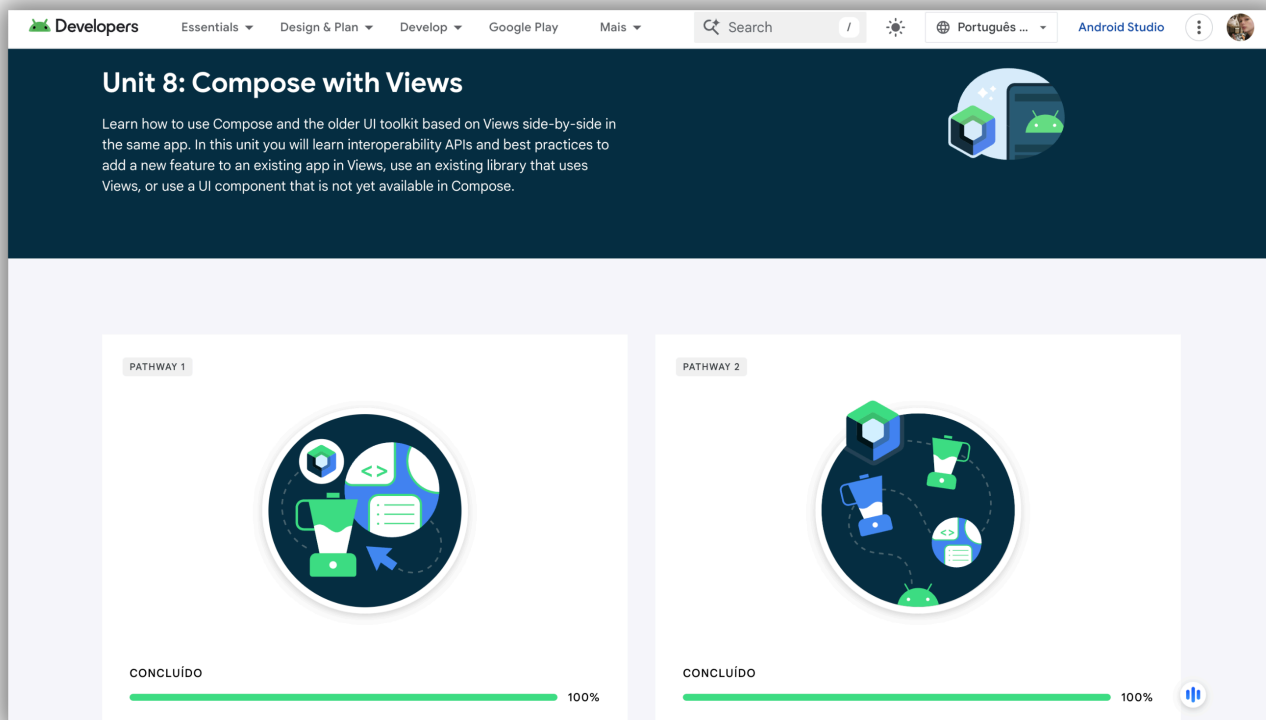 Developers Essentials Design & Plan Develop Google Play Mais Search / Português ... Android Studio
Unit 8: Compose with Views
Learn how to use Compose and the older UI toolkit based on Views side-by-side in
the same app. In this unit you will learn interoperability APIs and best practices to
add a new feature to an existing app in Views, use an existing library that uses
Views, or use a UI component that is not yet available in Compose.
PATHWAY 1
<>
CONCLUÍDO
100%
PATHWAY 2
<>
CONCLUÍDO
100%